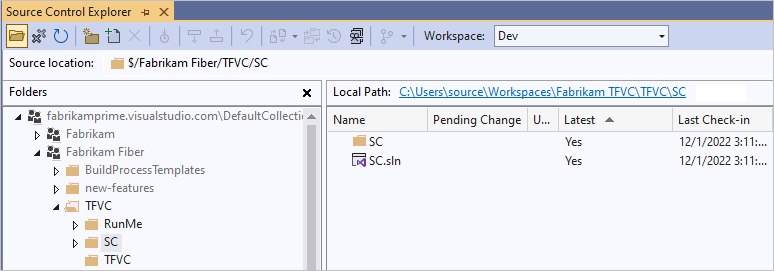 Source Control Explorer
Workspace: Dev
Source location: $/Fabrikam Fiber/TFVC/SC
Folders
fabrikamprime.visualstudio.com\DefaultCollectio
Fabrikam
Fabrikam Fiber
BuildProcessTemplates
new-features
TFVC
RunMe
SC
TFVC
Local Path: C:\Users\source\Workspaces\Fabrikam TFVC\TFVC\SC
Name Pending Change U... Latest Last Check-in
SC Yes 12/1/2022 3:11:...
SC.sln Yes 12/1/2022 3:11:...